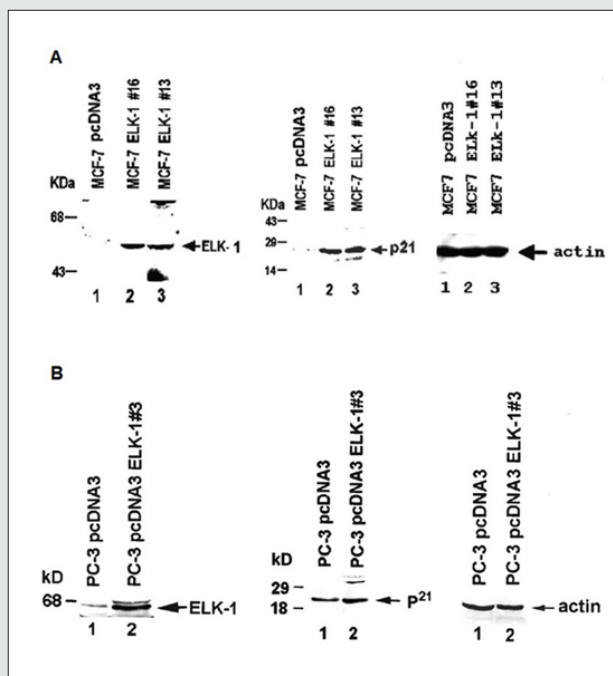 A
MCF-7 pcDNA3
MCF-7 ELK-1 #16
MCF-7 ELK-1 #13
KDa
68
43
ELK-1
1 2 3
MCF-7 pcDNA3
MCF-7 ELK-1 #16
MCF-7 ELK-1 #13
KDa
43
29
14
p21
1 2 3
MCF7 pcDNA3
MCF7 ELk-1#16
MCF7 ELk-1#13
actin
1 2 3
B
PC-3 pcDNA3
PC-3 pcDNA3 ELK-1#3
kD
68
ELK-1
1 2
PC-3 pcDNA3
PC-3 pcDNA3 ELK-1#3
kD
29
18
P21
1 2
PC-3 pcDNA3
PC-3 pcDNA3 ELK-1#3
actin
1 2